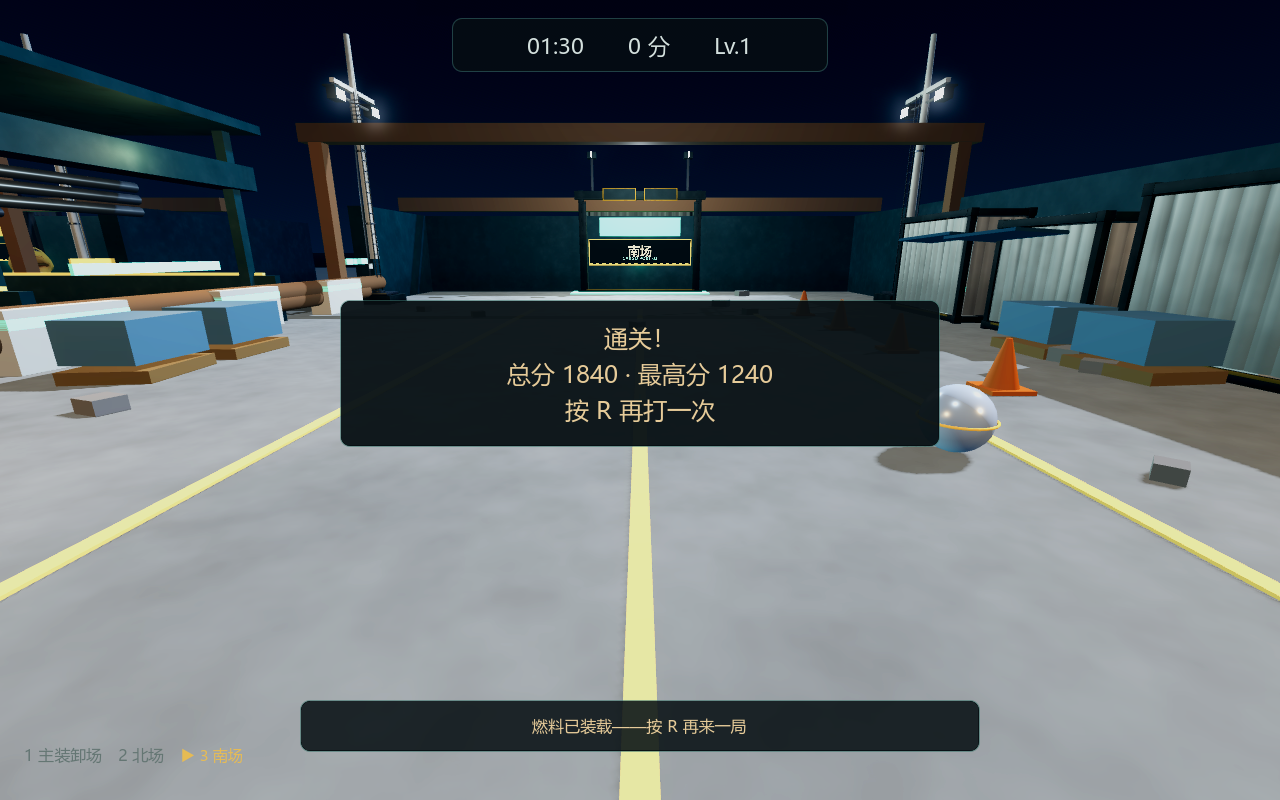 01:30 0 分 Lv.1
南场
通关!
总分 1840 · 最高分 1240
按 R 再打一次
燃料已装载——按 R 再来一局
1 主装卸场 2 北场 ▶ 3 南场